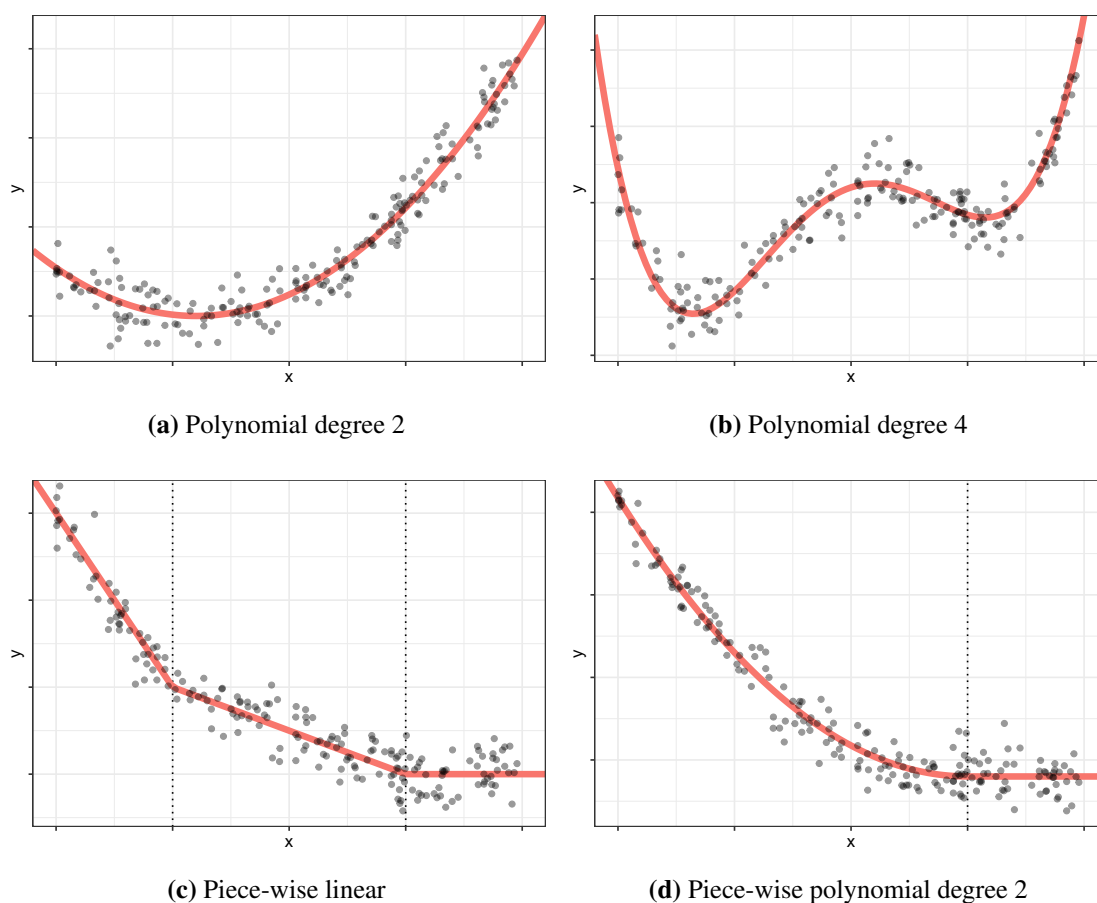 y
y
x
x
(a) Polynomial degree 2
(b) Polynomial degree 4
y
y
x
x
(c) Piece-wise linear
(d) Piece-wise polynomial degree 2